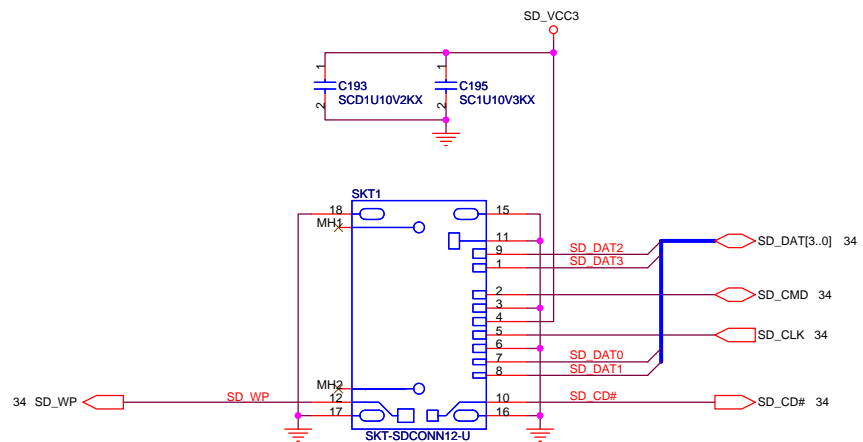 SD_VCC3
1
1
C193
C195
SCD1U10V2KX
SC1U10V3KX
2
2
SKT1
18
15
MH1
11
SD_DAT2
9
SD_DAT[3..0] 34
SD_DAT3
1
2
SD_CMD 34
3
4
5
SD_CLK 34
6
SD_DAT0
7
SD_DAT1
8
MH2
34 SD_WP
SD_WP
12
10
SD_CD#
SD_CD# 34
17
16
SKT-SDCONN12-U